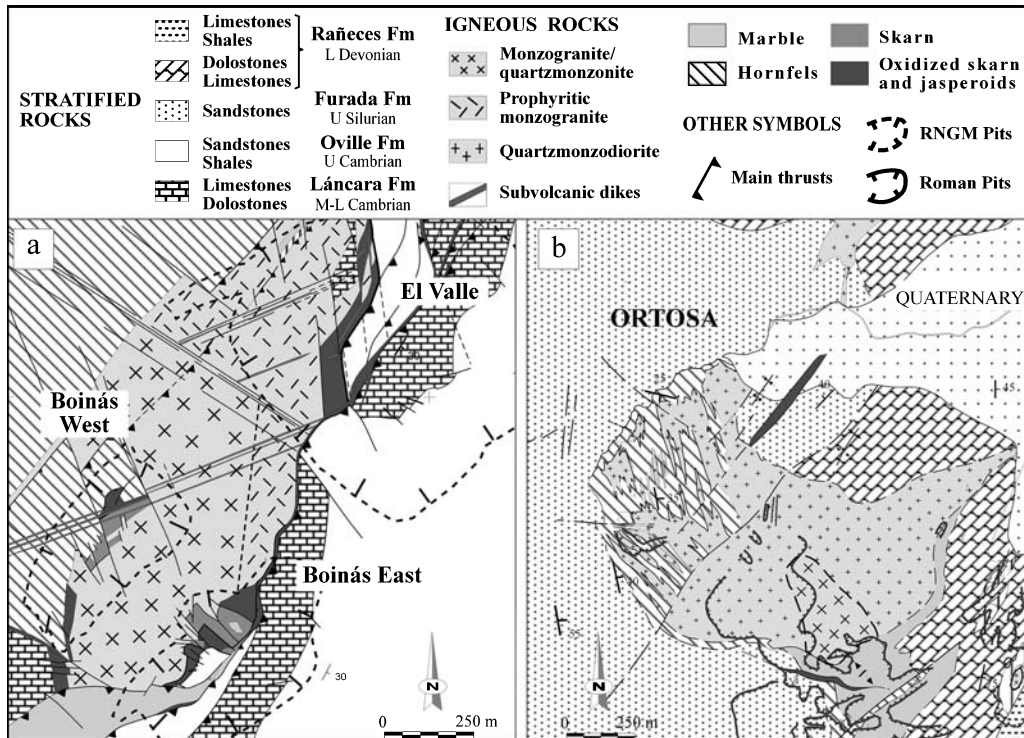 STRATIFIED
ROCKS
Limestones
Shales
Dolostones
Limestones
Rañeces Fm
L Devonian
Sandstones
Furada Fm
U Silurian
Sandstones
Shales
Oville Fm
U Cambrian
Limestones
Dolostones
Láncara Fm
M-L Cambrian
IGNEOUS ROCKS
Monzogranite/
quartzmonzonite
Prophyritic
monzogranite
Quartzmonzodiorite
Subvolcanic dikes
Marble
Skarn
Hornfels
Oxidized skarn
and jasperoids
OTHER SYMBOLS
Main thrusts
RNGM Pits
Roman Pits
a
El Valle
Boinás
West
Boinás East
30
N
0 250 m
b
QUATERNARY
ORTOSA
45
N
0 250 m